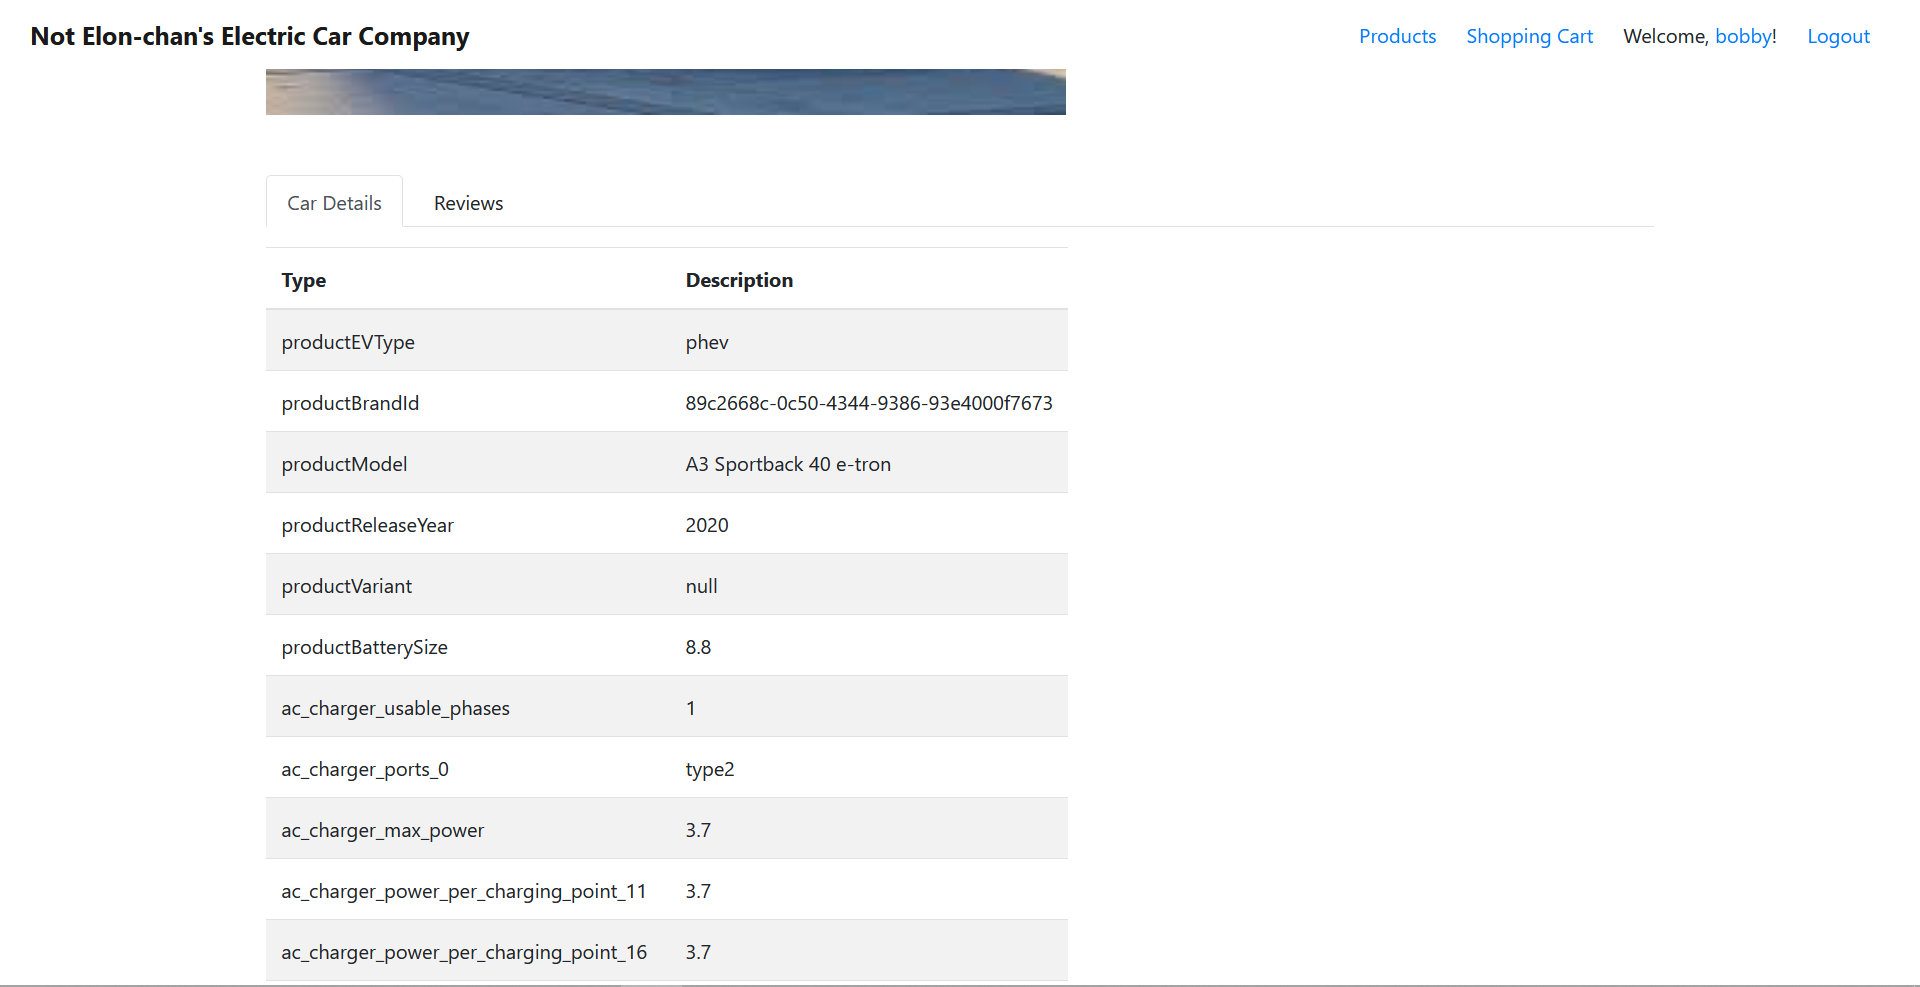 Not Elon-chan's Electric Car Company Products Shopping Cart Welcome, bobby! Logout
Car Details Reviews
Type Description
productEVType phev
productBrandId 89c2668c-0c50-4344-9386-93e4000f7673
productModel A3 Sportback 40 e-tron
productReleaseYear 2020
productVariant null
productBatterySize 8.8
ac_charger_usable_phases 1
ac_charger_ports_0 type2
ac_charger_max_power 3.7
ac_charger_power_per_charging_point_11 3.7
ac_charger_power_per_charging_point_16 3.7